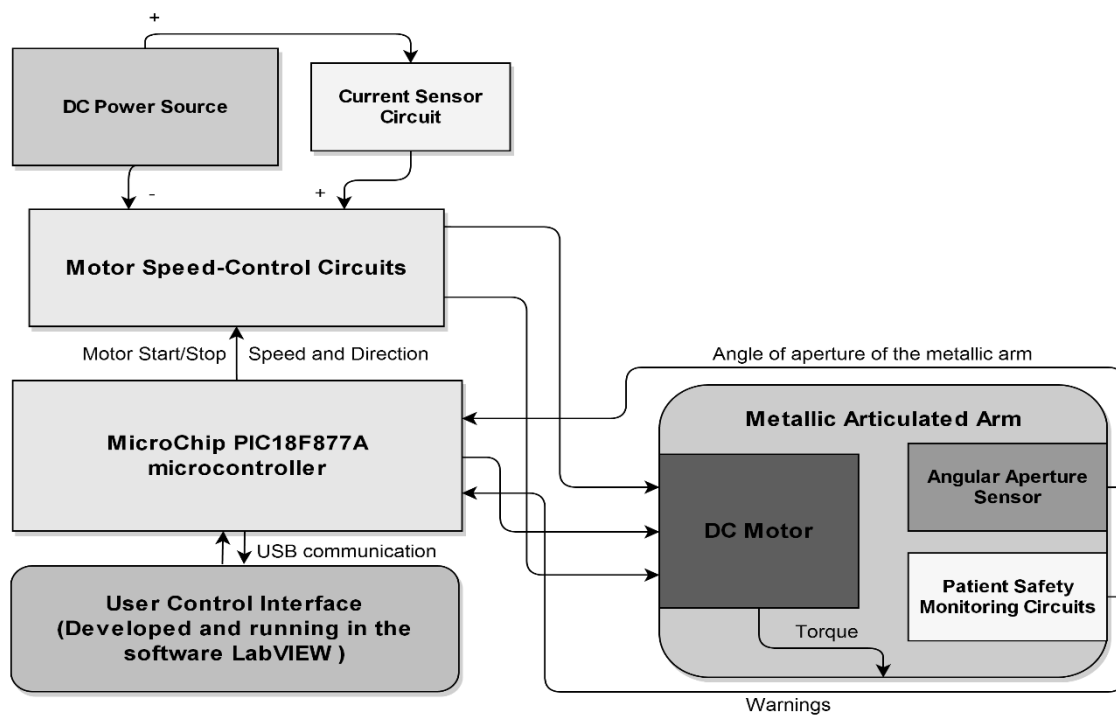 +
DC Power Source
Current Sensor
Circuit
-
+
Motor Speed-Control Circuits
Motor Start/Stop
Speed and Direction
Angle of aperture of the metallic arm
MicroChip PIC18F877A
microcontroller
Metallic Articulated Arm
Angular Aperture
Sensor
DC Motor
USB communication
Patient Safety
Monitoring Circuits
User Control Interface
(Developed and running in the
software LabVIEW )
Torque
Warnings